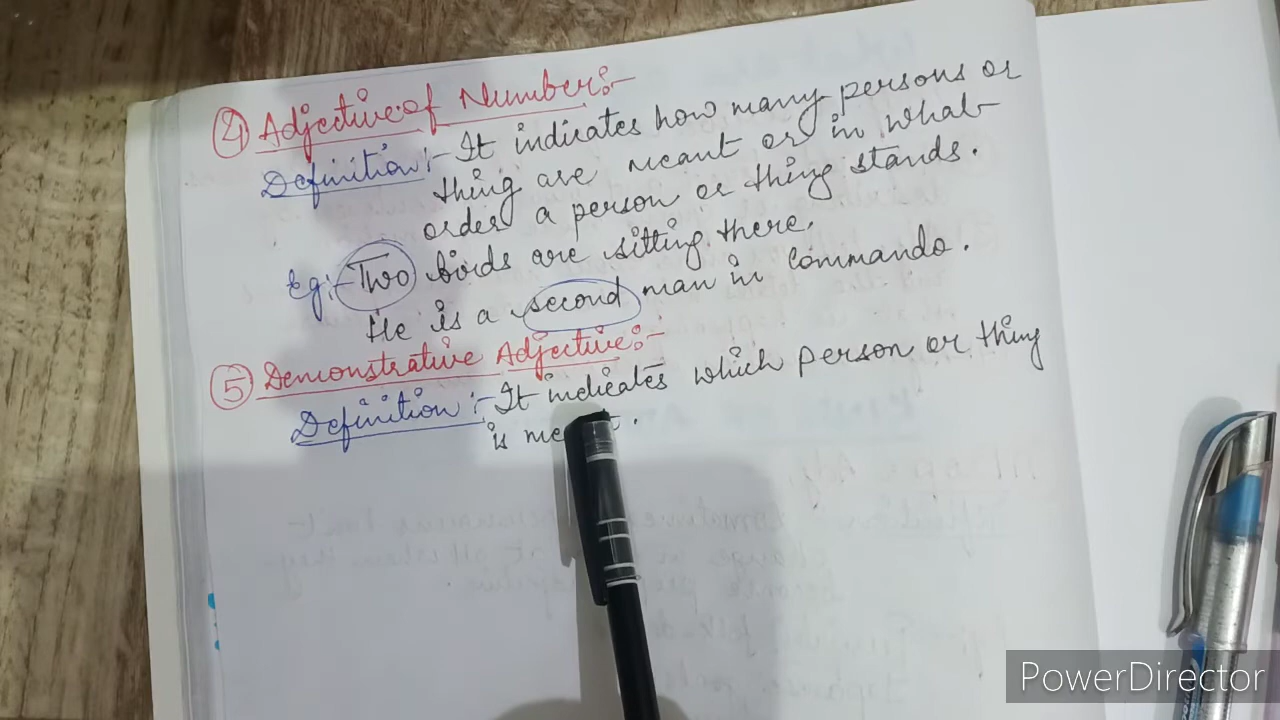 ④ Adjective of Number:-
Definition:- It indicates how many persons or
thing are meant or in what
order a person or thing stands.
Eg:- Two birds are sitting there.
He is a second man in commando.
⑤ Demonstrative Adjective:-
Definition:- It indicates which person or thing
is
PowerDirector